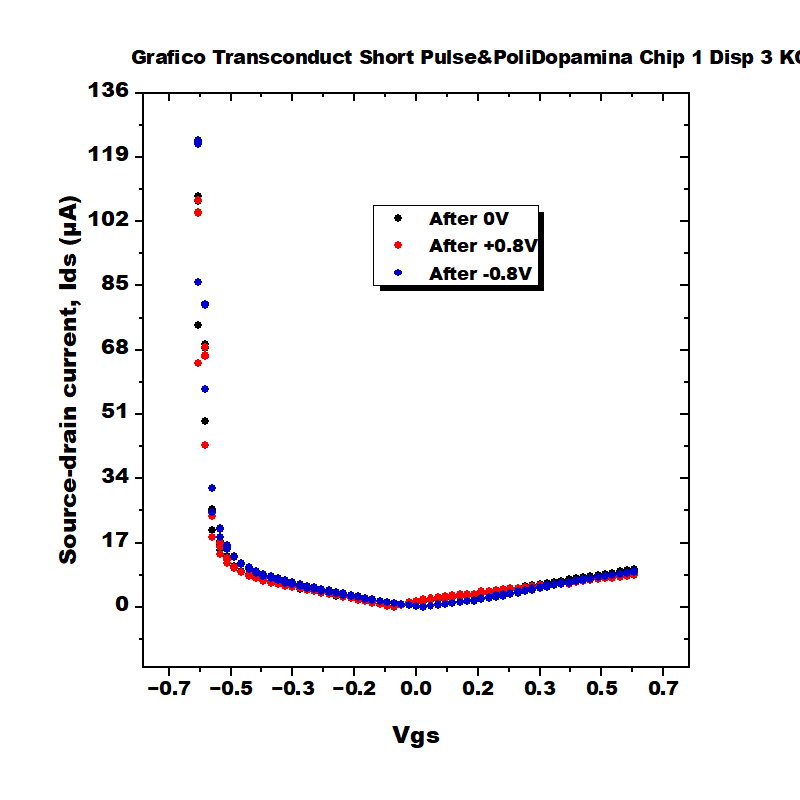 Grafico Transconduct Short Pulse&PoliDopamina Chip 1 Disp 3
136
119
102
85
68
51
34
17
0
Source-drain current, Ids (μA)
After 0V
After +0.8V
After -0.8V
−0.7 −0.5 −0.3 −0.2 0.0 0.2 0.3 0.5 0.7
Vgs